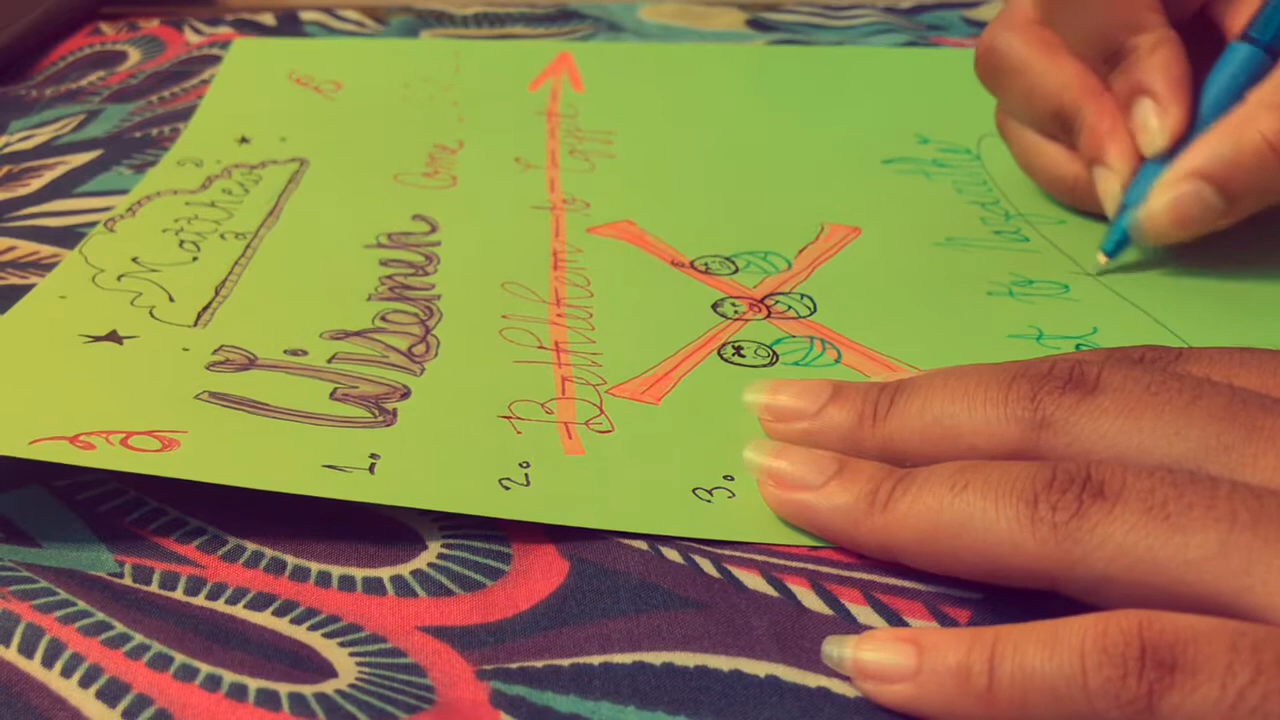 Matthew
2
1. Wisemen Come
2. Bethlehem to Egypt
3.
to Nazareth